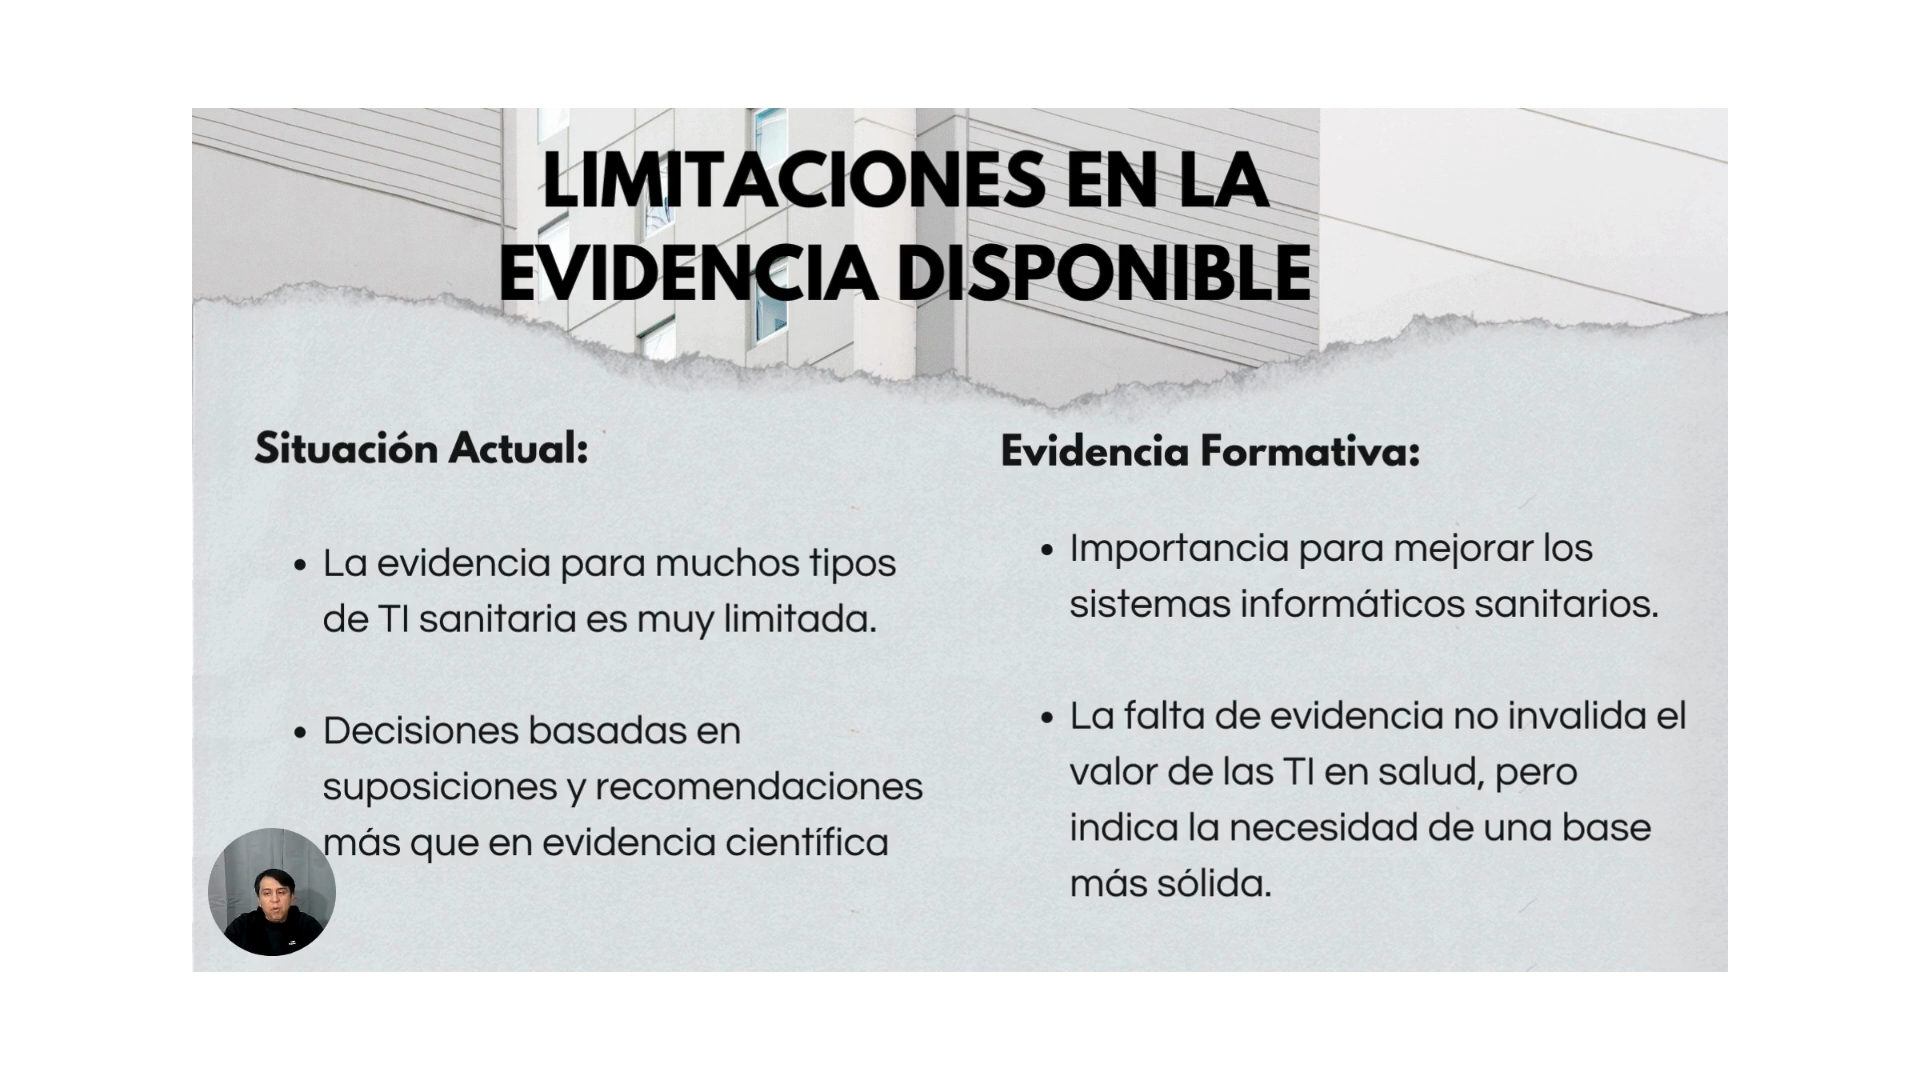 LIMITACIONES EN LA
EVIDENCIA DISPONIBLE
Situación Actual:
• La evidencia para muchos tipos
de TI sanitaria es muy limitada.
• Decisiones basadas en
suposiciones y recomendaciones
más que en evidencia científica
Evidencia Formativa:
• Importancia para mejorar los
sistemas informáticos sanitarios.
• La falta de evidencia no invalida el
valor de las TI en salud, pero
indica la necesidad de una base
más sólida.